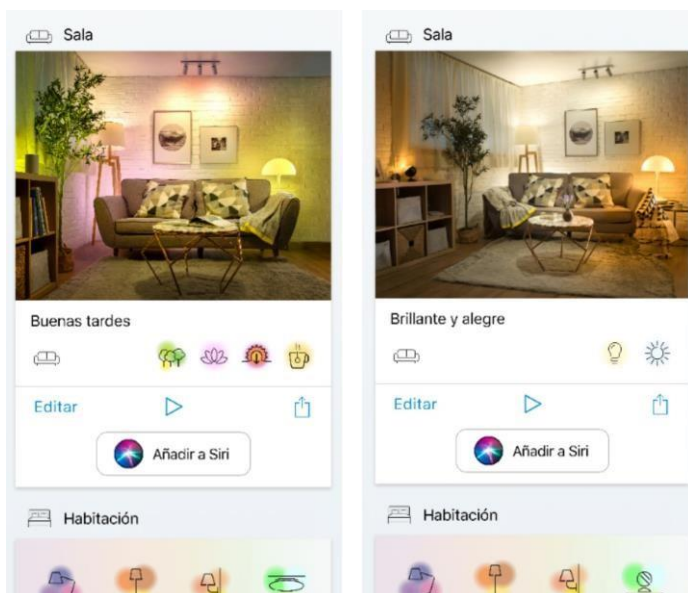 Sala
Buenas tardes
Editar
Añadir a Siri
Habitación
Sala
Brillante y alegre
Editar
Añadir a Siri
Habitación